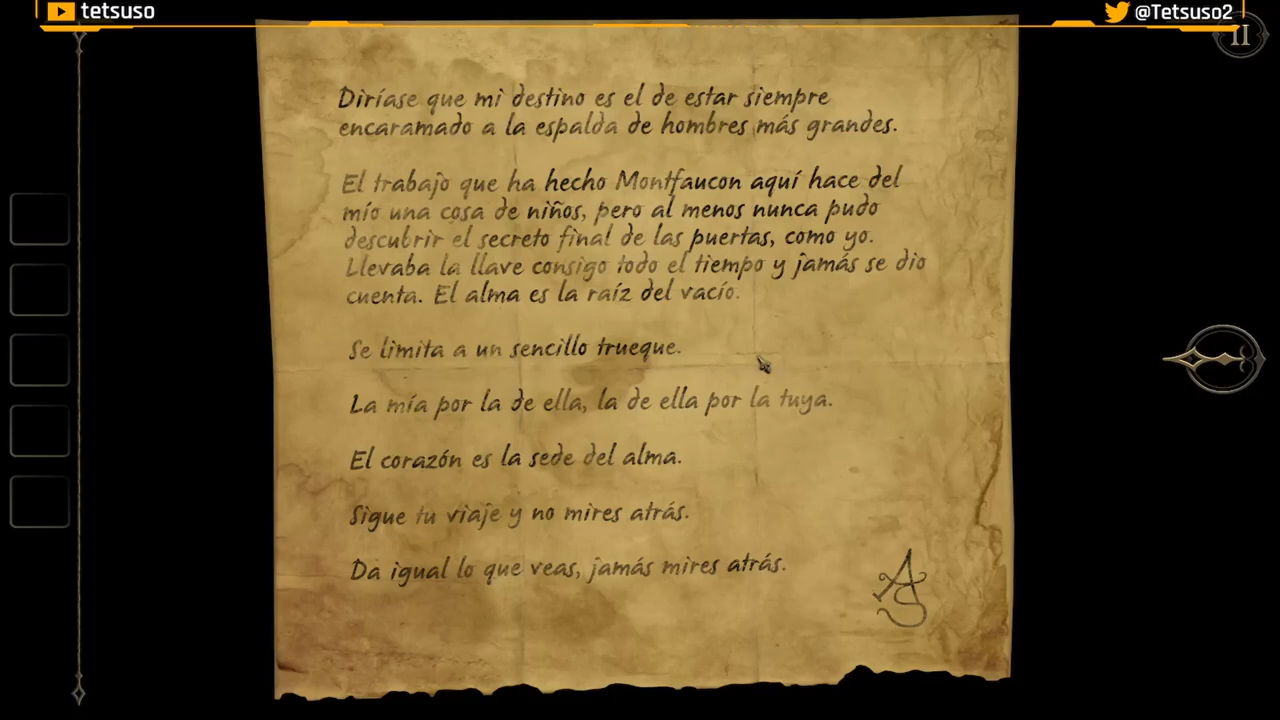 tetsuso
@Tetsuso2
II
Diríase que mi destino es el de estar siempre
encaramado a la espalda de hombres más grandes.
El trabajo que ha hecho Montfaucon aquí hace del
mío una cosa de niños, pero al menos nunca pudo
descubrir el secreto final de las puertas, como yo.
Llevaba la llave consigo todo el tiempo y jamás se dio
cuenta. El alma es la raíz del vacío.
Se limita a un sencillo trueque.
La mía por la de ella, la de ella por la tuya.
El corazón es la sede del alma.
Sigue tu viaje y no mires atrás.
Da igual lo que veas, jamás mires atrás.
AS